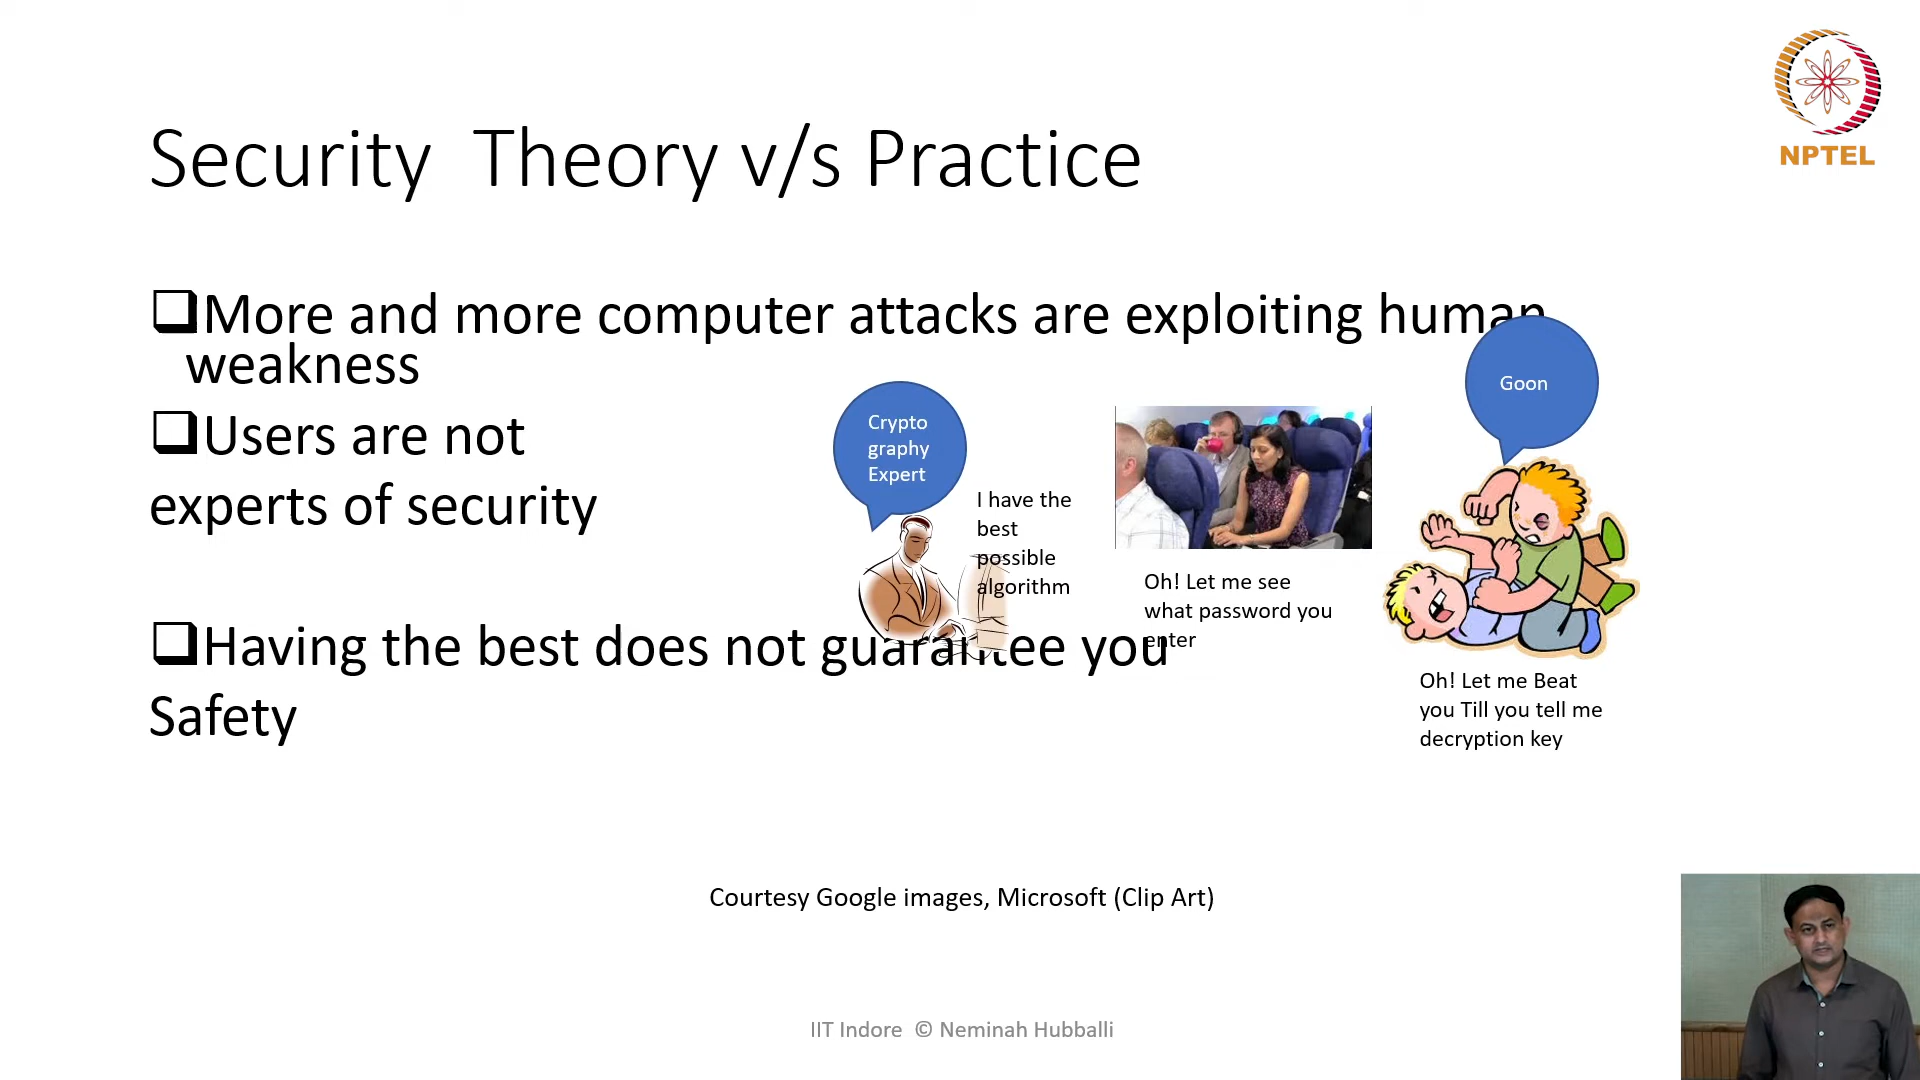 NPTEL
Security Theory v/s Practice
More and more computer attacks are exploiting human
weakness
Users are not
experts of security
Having the best does not guarantee you
Safety
Crypto
graphy
Expert
I have the
best
possible
algorithm
Oh! Let me see
what password you
enter
Goon
Oh! Let me Beat
you Till you tell me
decryption key
Courtesy Google images, Microsoft (Clip Art)
IIT Indore © Neminah Hubballi